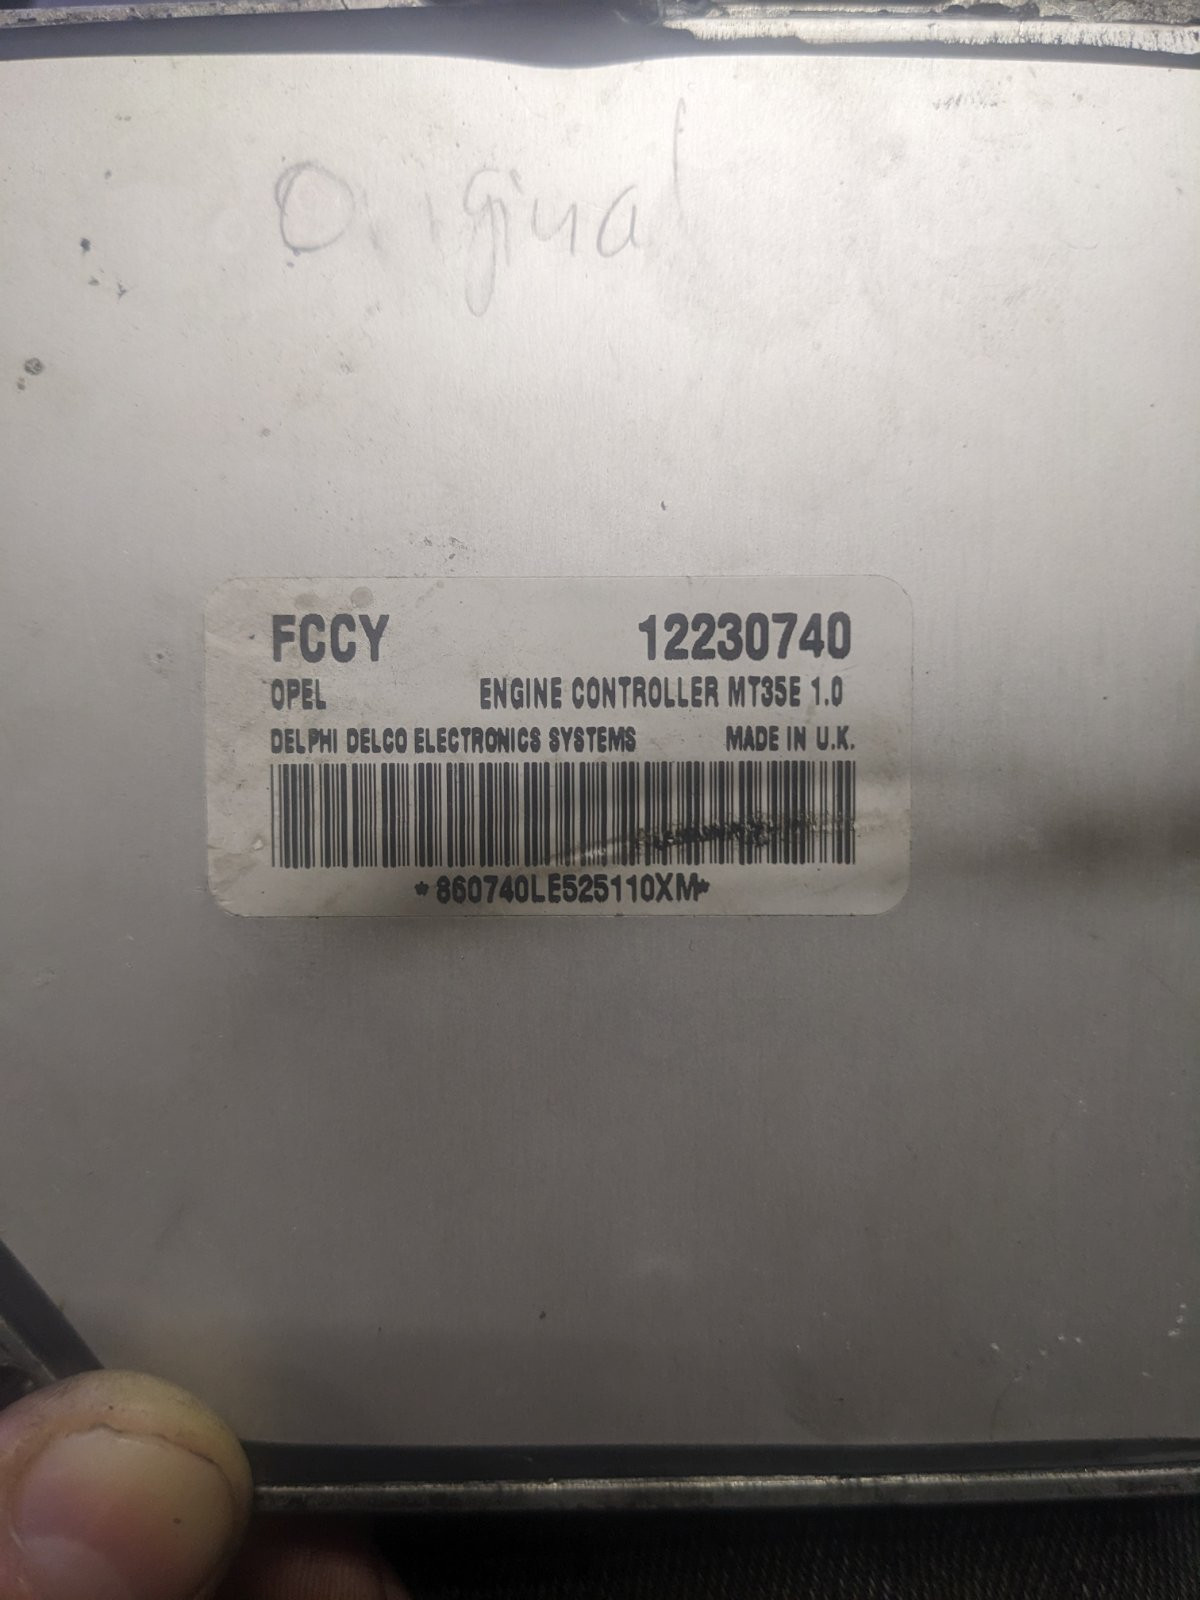 Original
FCCY 12230740
OPEL ENGINE CONTROLLER MT35E 1.0
DELPHI DELCO ELECTRONICS SYSTEMS MADE IN U.K.
*860740LE525110XM*